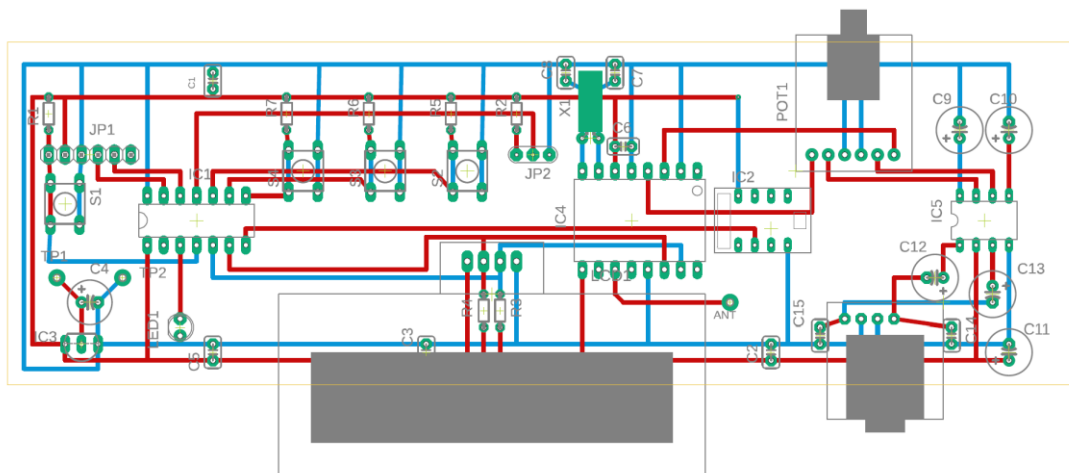 C1
C8
C7
C9
C10
R1
R7
R6
R5
R2
X1
POT1
JP1
C6
JP2
S1
IC1
S4
S3
S2
IC4
IC2
IC5
TP1
C4
TP2
LCD1
C12
C13
ANT
R4
R3
IC3
LED1
C5
C3
C2
C15
C14
C11